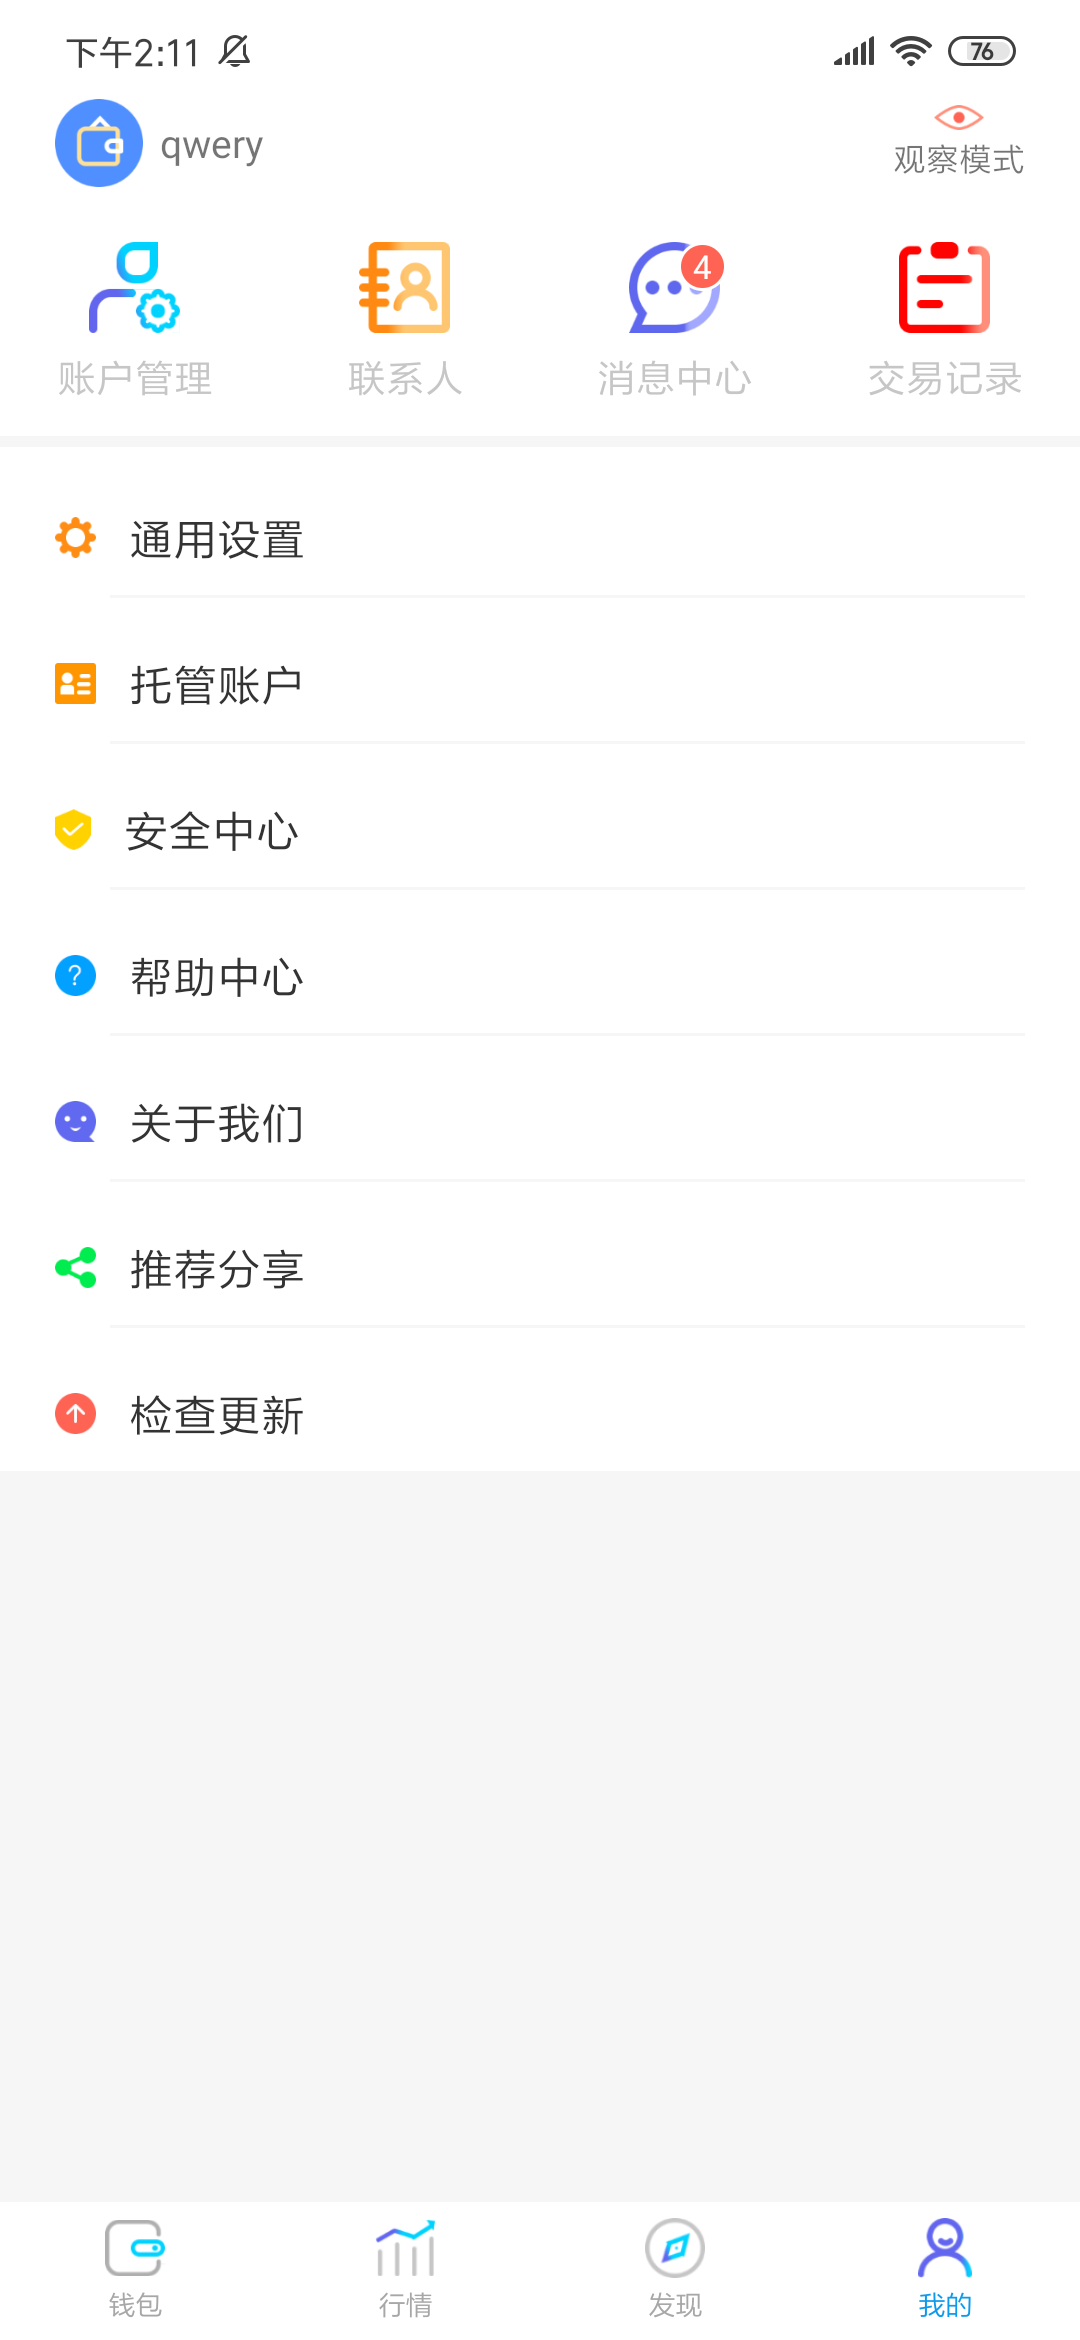 下午2:11
76
qwery
观察模式
4
账户管理
联系人
消息中心
交易记录
通用设置
托管账户
安全中心
帮助中心
关于我们
推荐分享
检查更新
钱包
行情
发现
我的